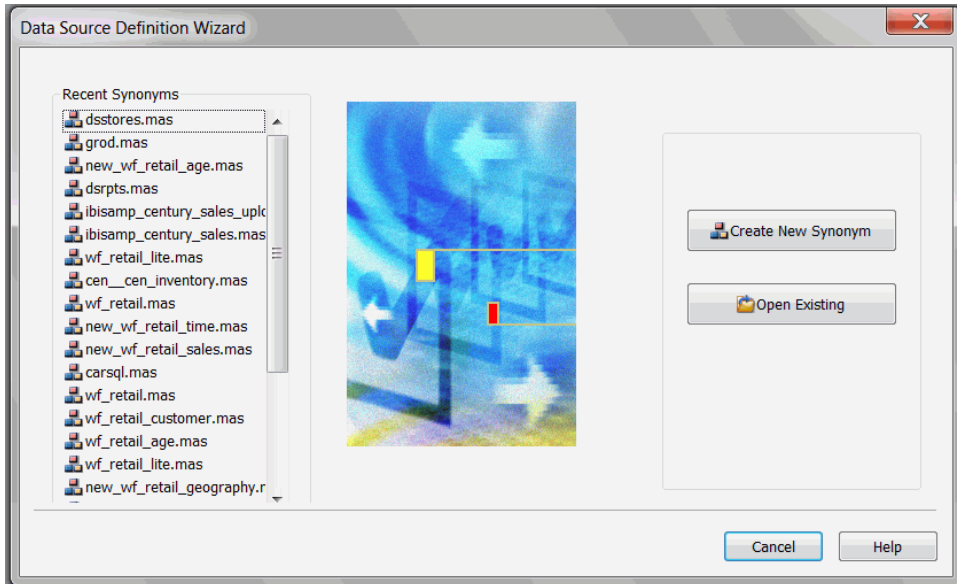 Data Source Definition Wizard
Recent Synonyms
dsstores.mas
grod.mas
new_wf_retail_age.mas
dsrpts.mas
ibisamp_century_sales_uplo
ibisamp_century_sales.mas
wf_retail_lite.mas
cen__cen_inventory.mas
wf_retail.mas
new_wf_retail_time.mas
new_wf_retail_sales.mas
carsql.mas
wf_retail.mas
wf_retail_customer.mas
wf_retail_age.mas
wf_retail_lite.mas
new_wf_retail_geography.r
Create New Synonym
Open Existing
Cancel
Help